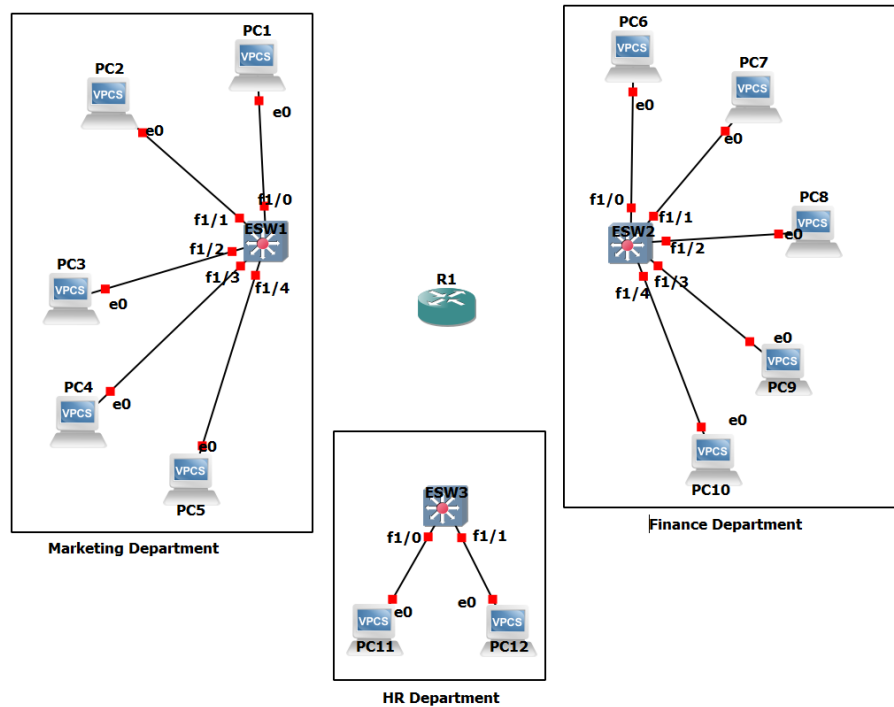 PC1
VPCS
e0
PC2
VPCS
e0
f1/0
f1/1
ESW1
f1/2
f1/3
f1/4
PC3
VPCS
e0
PC4
VPCS
e0
e0
VPCS
PC5
Marketing Department
R1
PC6
VPCS
e0
PC7
VPCS
e0
f1/0
f1/1
ESW2
f1/2
f1/3
f1/4
PC8
VPCS
e0
e0
VPCS
PC9
e0
VPCS
PC10
Finance Department
ESW3
f1/0
f1/1
e0
e0
VPCS
VPCS
PC11
PC12
HR Department